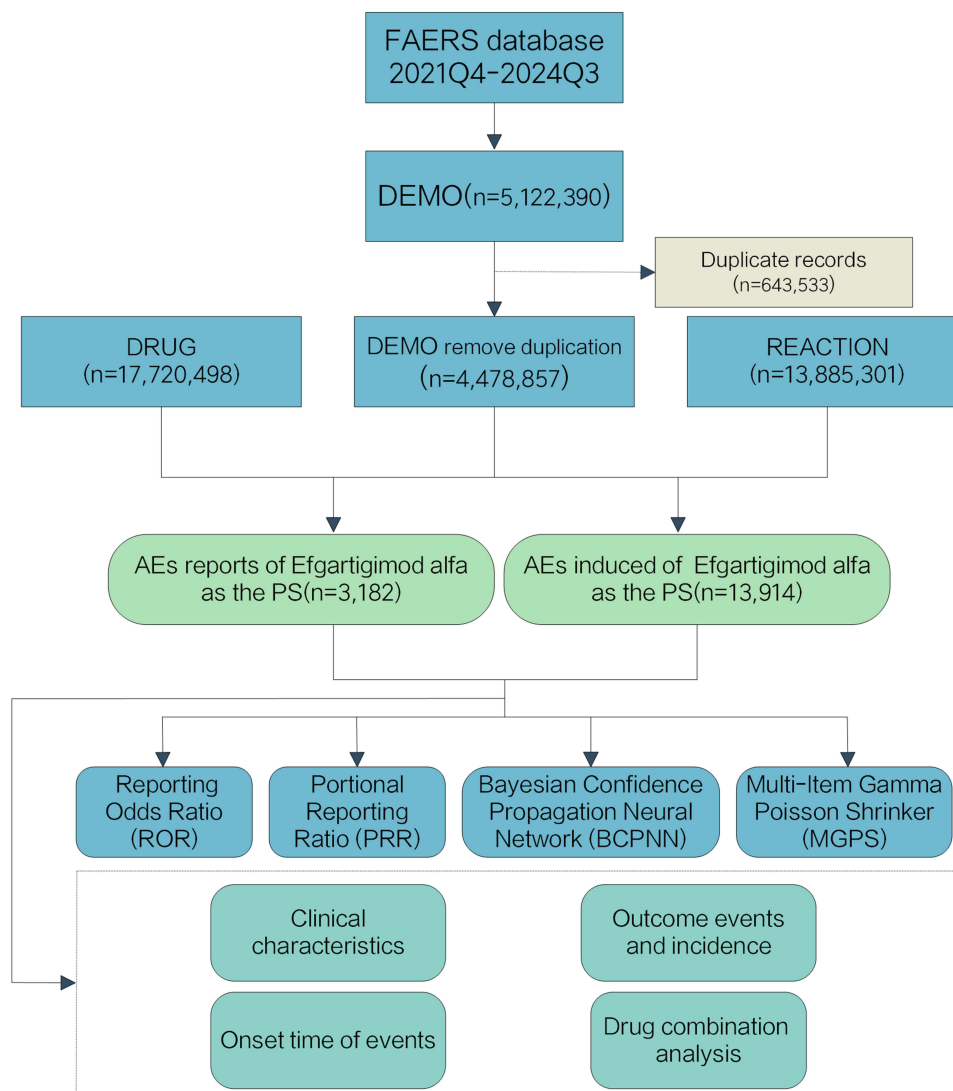 FAERS database
2021Q4-2024Q3
DEMO(n=5,122,390)
Duplicate records
(n=643,533)
DRUG
(n=17,720,498)
DEMO remove duplication
(n=4,478,857)
REACTION
(n=13,885,301)
AEs reports of Efgartigimod alfa
as the PS(n=3,182)
AEs induced of Efgartigimod alfa
as the PS(n=13,914)
Reporting
Odds Ratio
(ROR)
Portional
Reporting
Ratio (PRR)
Bayesian Confidence
Propagation Neural
Network (BCPNN)
Multi-Item Gamma
Poisson Shrinker
(MGPS)
Clinical
characteristics
Outcome events
and incidence
Onset time of events
Drug combination
analysis